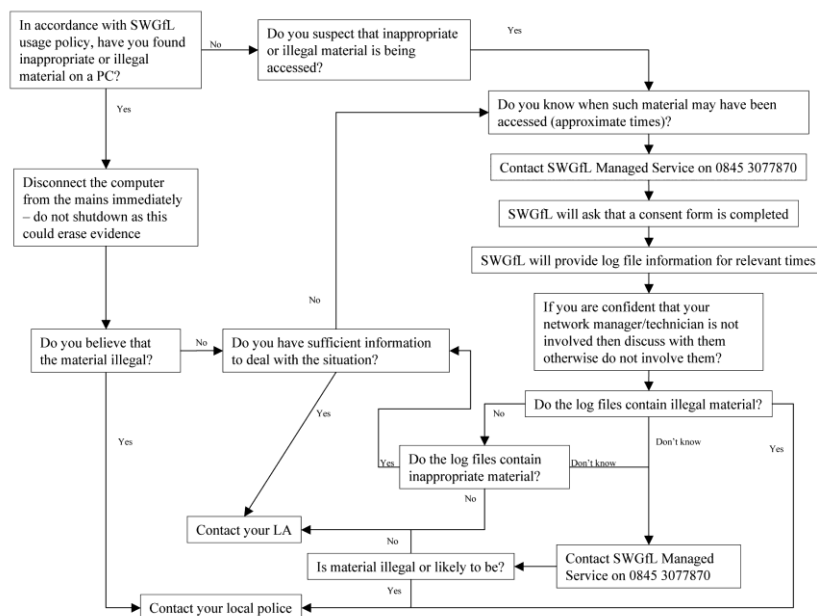 In accordance with SWGfL
usage policy, have you found
inappropriate or illegal
material on a PC?
No
Do you suspect that inappropriate
or illegal material is being
accessed?
Yes
Yes
Do you know when such material may have been
accessed (approximate times)?
Contact SWGfL Managed Service on 0845 3077870
Disconnect the computer
from the mains immediately
– do not shutdown as this
could erase evidence
SWGfL will ask that a consent form is completed
SWGfL will provide log file information for relevant times
No
If you are confident that your
network manager/technician is not
involved then discuss with them
otherwise do not involve them?
Do you believe that
the material illegal?
No
Do you have sufficient information
to deal with the situation?
Yes
Yes
Do the log files contain illegal material?
No
Don't know
Yes
Yes
Do the log files contain
inappropriate material?
Don't know
No
Contact your LA
No
Is material illegal or likely to be?
Contact SWGfL Managed
Service on 0845 3077870
Yes
Contact your local police